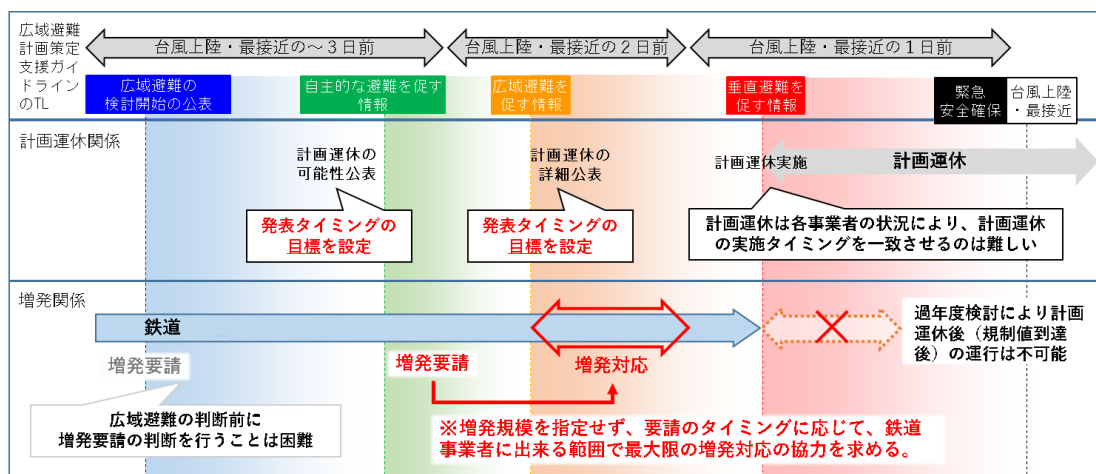 広域避難
計画策定
支援ガイ
ドライン
のTL
台風上陸・最接近の～３日前
台風上陸・最接近の２日前
台風上陸・最接近の１日前
広域避難の
検討開始の公表
自主的な避難を促す
情報
広域避難を
促す情報
垂直避難を
促す情報
緊急
安全確保
台風上陸
・最接近
計画運休関係
計画運休の
可能性公表
計画運休の
詳細公表
計画運休実施
計画運休
発表タイミングの
目標を設定
発表タイミングの
目標を設定
計画運休は各事業者の状況により、計画運休
の実施タイミングを一致させるのは難しい
増発関係
鉄道
過年度検討により計画
運休後（規制値到達
後）の運行は不可能
増発要請
増発要請
増発対応
広域避難の判断前に
増発要請の判断を行うことは困難
※増発規模を指定せず、要請のタイミングに応じて、鉄道
事業者に出来る範囲で最大限の増発対応の協力を求める。